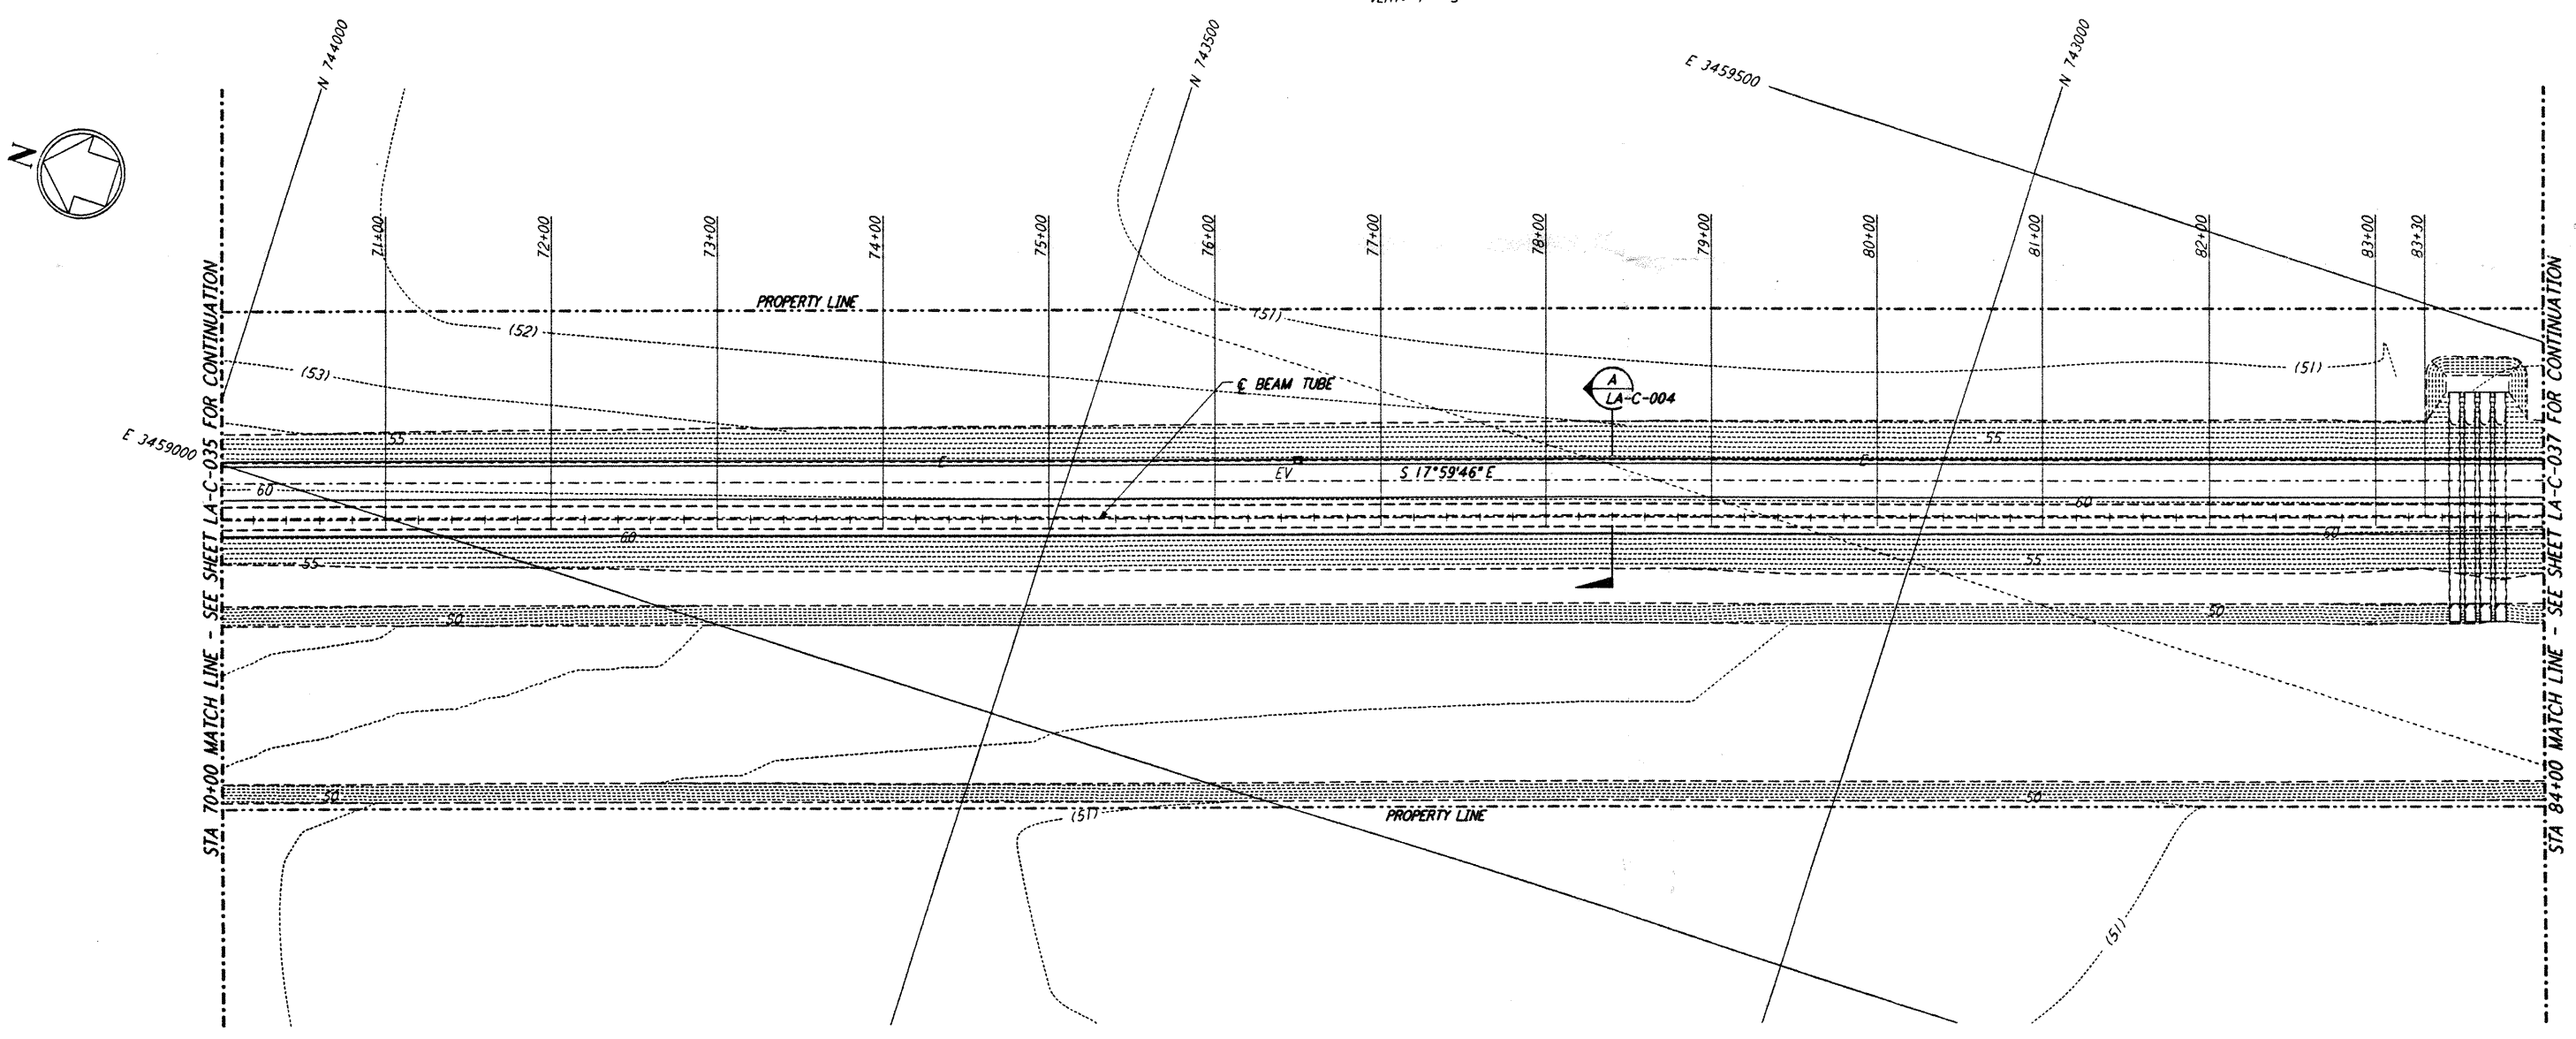 N 744000
N 743500
E 3459500
N 743000
N
71+00
72+00
73+00
74+00
75+00
76+00
77+00
78+00
79+00
80+00
81+00
82+00
83+00
83+30
PROPERTY LINE
(51)
(52)
(53)
(51)
℄ BEAM TUBE
A
LA-C-004
E 3459000
55
55
E
E
EV
S 17°59'46" E
60
60
60
60
55
55
50
50
50
50
(51)
PROPERTY LINE
(51)
STA 70+00 MATCH LINE - SEE SHEET LA-C-035 FOR CONTINUATION
STA 84+00 MATCH LINE - SEE SHEET LA-C-037 FOR CONTINUATION